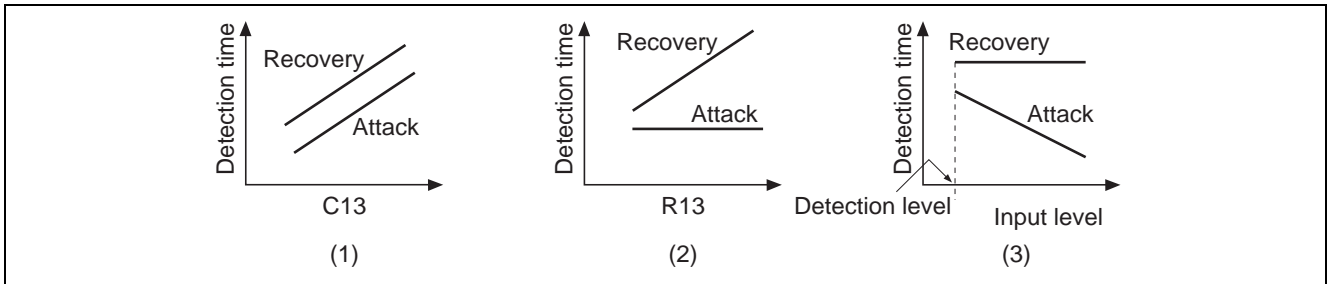 Detection time
Recovery
Attack
C13
(1)
Detection time
Recovery
Attack
R13
(2)
Detection time
Recovery
Attack
Detection level
Input level
(3)